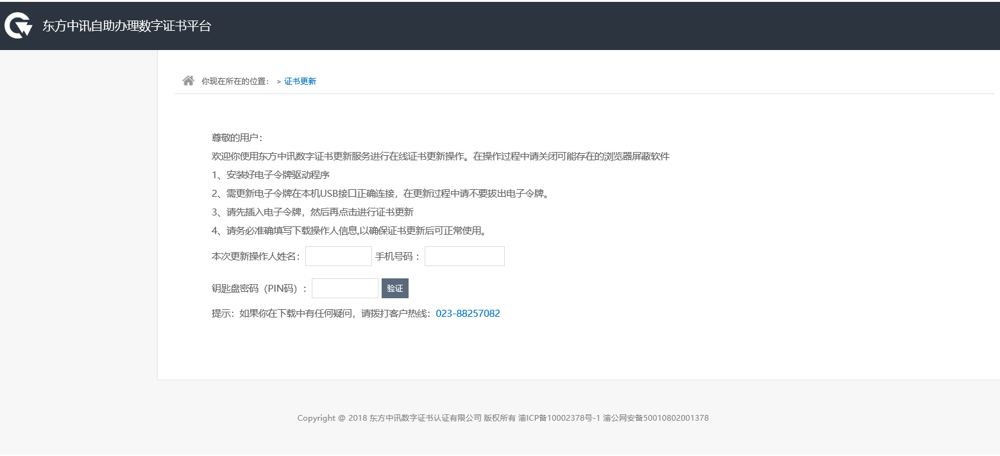 东方中讯自助办理数字证书平台
你现在所在的位置： > 证书更新
尊敬的用户：
欢迎你使用东方中讯数字证书更新服务进行在线证书更新操作。在操作过程中请关闭可能存在的浏览器屏蔽软件
1、安装好电子令牌驱动程序
2、需更新电子令牌在本机USB接口正确连接，在更新过程中请不要拔出电子令牌。
3、请先插入电子令牌，然后再点击进行证书更新
4、请务必准确填写下载操作人信息,以确保证书更新后可正常使用。
本次更新操作人姓名： 手机号码：
钥匙盘密码（PIN码）： 验证
提示：如果你在下载中有任何疑问，请拨打客户热线：023-88257082
Copyright @ 2018 东方中讯数字证书认证有限公司 版权所有 渝ICP备10002378号-1 渝公网安备50010802001378